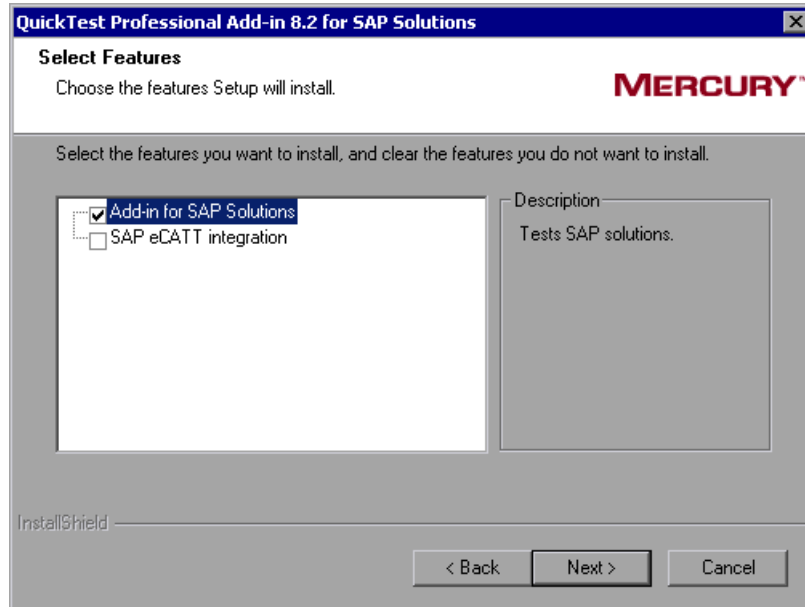 QuickTest Professional Add-in 8.2 for SAP Solutions
Select Features
Choose the features Setup will install.
MERCURY™
Select the features you want to install, and clear the features you do not want to install.
Add-in for SAP Solutions
SAP eCATT integration
Description
Tests SAP solutions.
InstallShield
< Back
Next >
Cancel